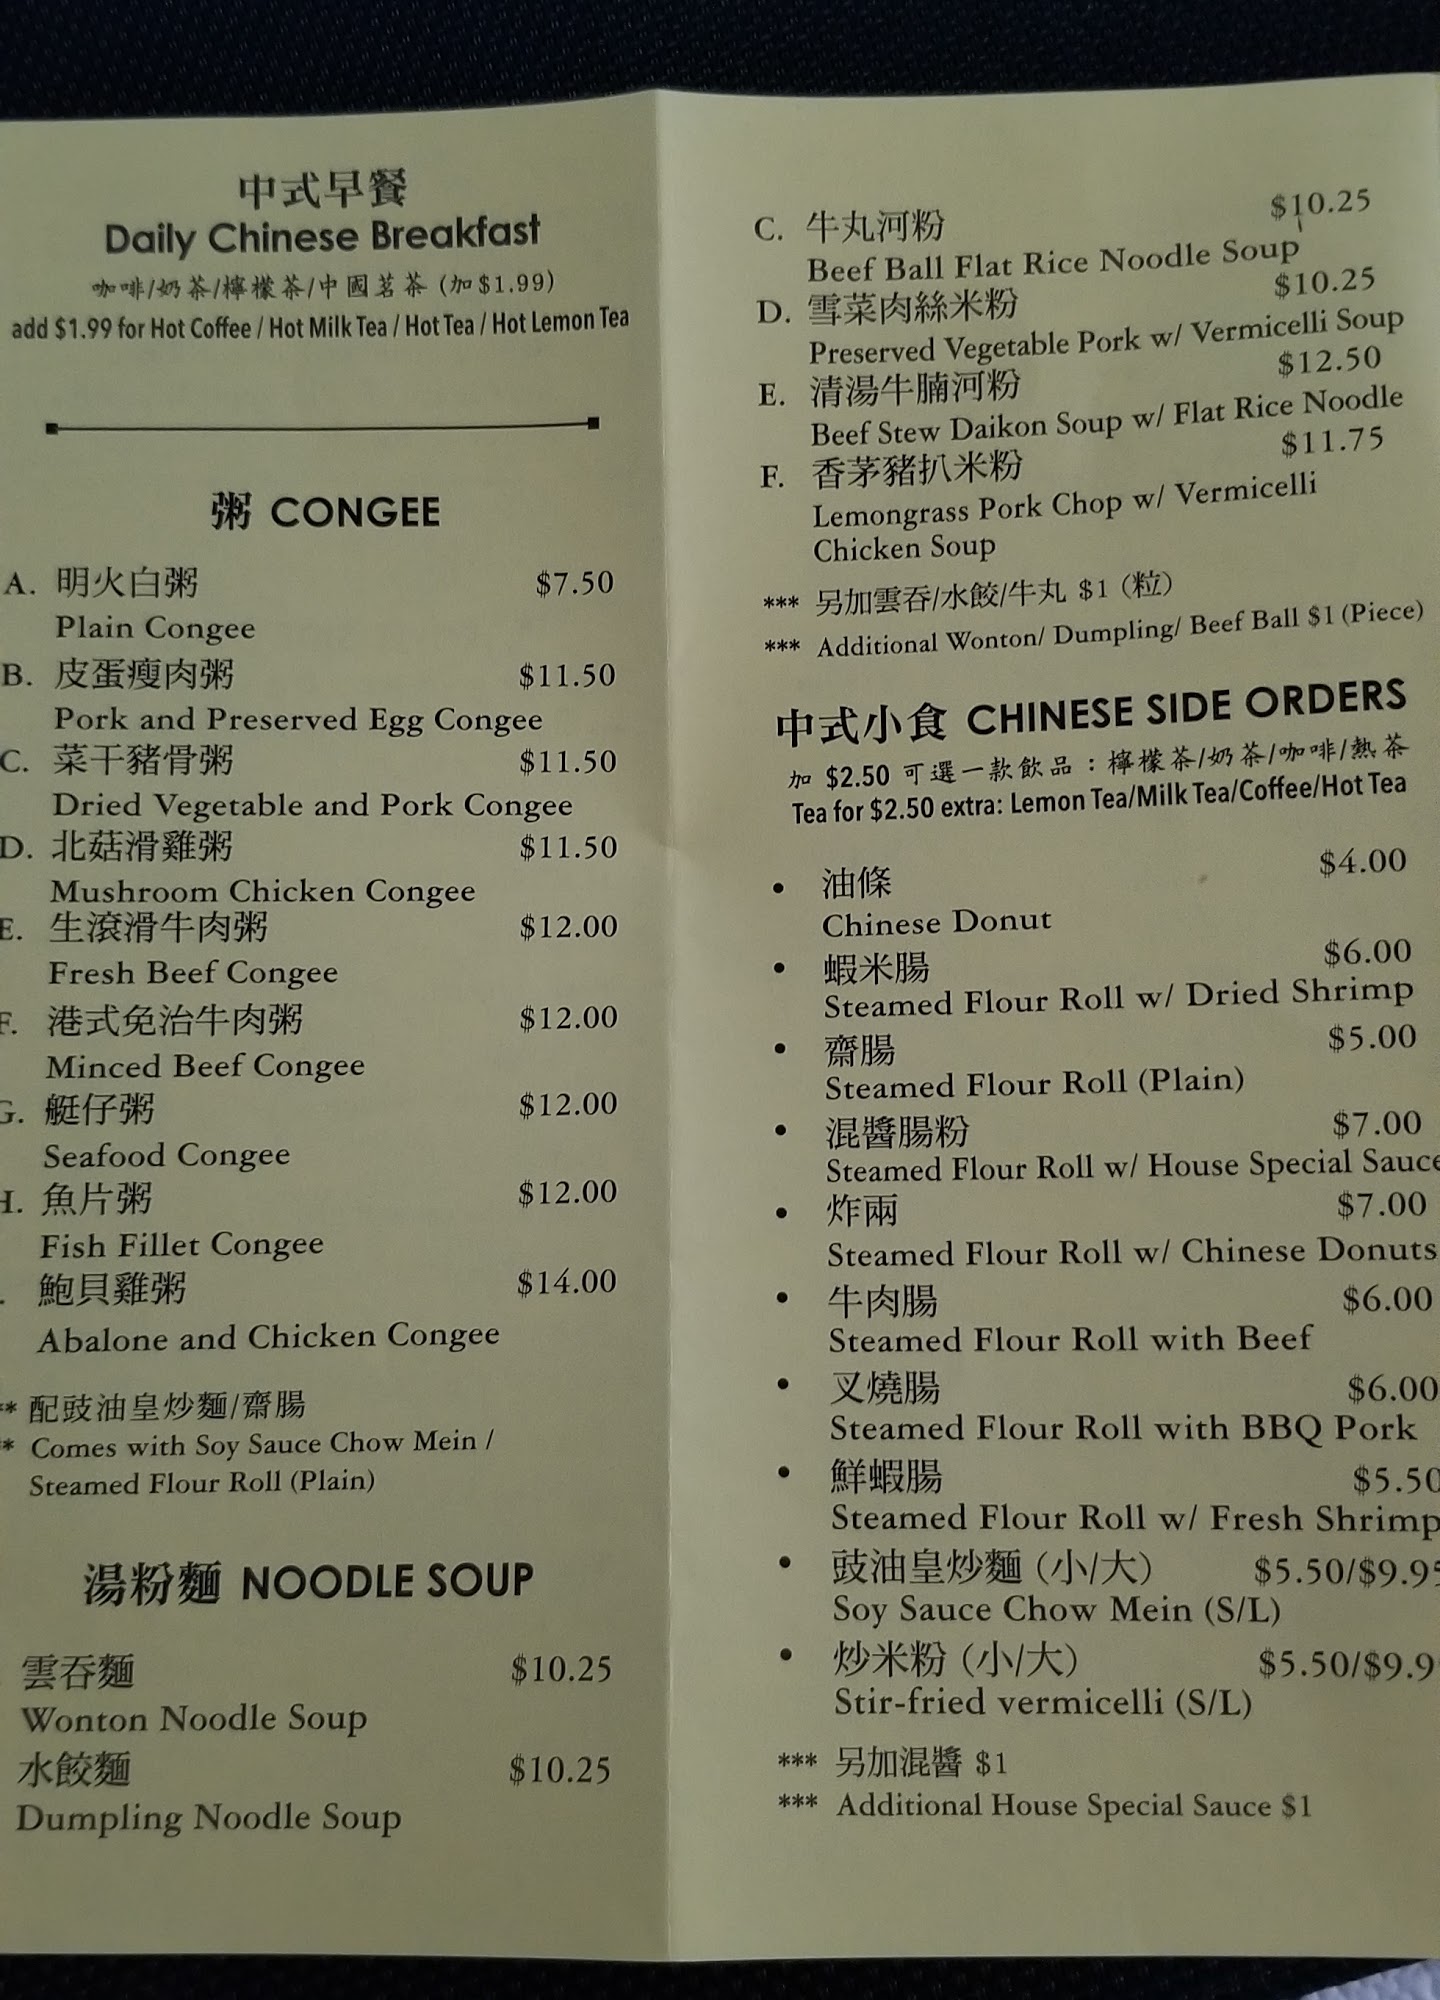 中式早餐
Daily Chinese Breakfast
咖啡/奶茶/檸檬茶/中國茗茶 (加$1.99)
add $1.99 for Hot Coffee / Hot Milk Tea / Hot Tea / Hot Lemon Tea
粥 CONGEE
A. 明火白粥 $7.50
Plain Congee
B. 皮蛋瘦肉粥 $11.50
Pork and Preserved Egg Congee
C. 菜干豬骨粥 $11.50
Dried Vegetable and Pork Congee
D. 北菇滑雞粥 $11.50
Mushroom Chicken Congee
E. 生滾滑牛肉粥 $12.00
Fresh Beef Congee
F. 港式免治牛肉粥 $12.00
Minced Beef Congee
G. 艇仔粥 $12.00
Seafood Congee
H. 魚片粥 $12.00
Fish Fillet Congee
. 鮑貝雞粥 $14.00
Abalone and Chicken Congee
** 配豉油皇炒麵/齋腸
** Comes with Soy Sauce Chow Mein /
Steamed Flour Roll (Plain)
湯粉麵 NOODLE SOUP
雲吞麵 $10.25
Wonton Noodle Soup
水餃麵 $10.25
Dumpling Noodle Soup
C. 牛丸河粉 $10.25
Beef Ball Flat Rice Noodle Soup
D. 雪菜肉絲米粉 $10.25
Preserved Vegetable Pork w/ Vermicelli Soup
E. 清湯牛腩河粉 $12.50
Beef Stew Daikon Soup w/ Flat Rice Noodle
F. 香茅豬扒米粉 $11.75
Lemongrass Pork Chop w/ Vermicelli
Chicken Soup
*** 另加雲吞/水餃/牛丸 $1 (粒)
*** Additional Wonton/ Dumpling/ Beef Ball $1 (Piece)
中式小食 CHINESE SIDE ORDERS
加 $2.50 可選一款飲品：檸檬茶/奶茶/咖啡/熱茶
Tea for $2.50 extra: Lemon Tea/Milk Tea/Coffee/Hot Tea
• 油條 $4.00
Chinese Donut
• 蝦米腸 $6.00
Steamed Flour Roll w/ Dried Shrimp
• 齋腸 $5.00
Steamed Flour Roll (Plain)
• 混醬腸粉 $7.00
Steamed Flour Roll w/ House Special Sauce
• 炸兩 $7.00
Steamed Flour Roll w/ Chinese Donuts
• 牛肉腸 $6.00
Steamed Flour Roll with Beef
• 叉燒腸 $6.00
Steamed Flour Roll with BBQ Pork
• 鮮蝦腸 $5.50
Steamed Flour Roll w/ Fresh Shrimp
• 豉油皇炒麵 (小/大) $5.50/$9.95
Soy Sauce Chow Mein (S/L)
• 炒米粉 (小/大) $5.50/$9.9
Stir-fried vermicelli (S/L)
*** 另加混醬 $1
*** Additional House Special Sauce $1